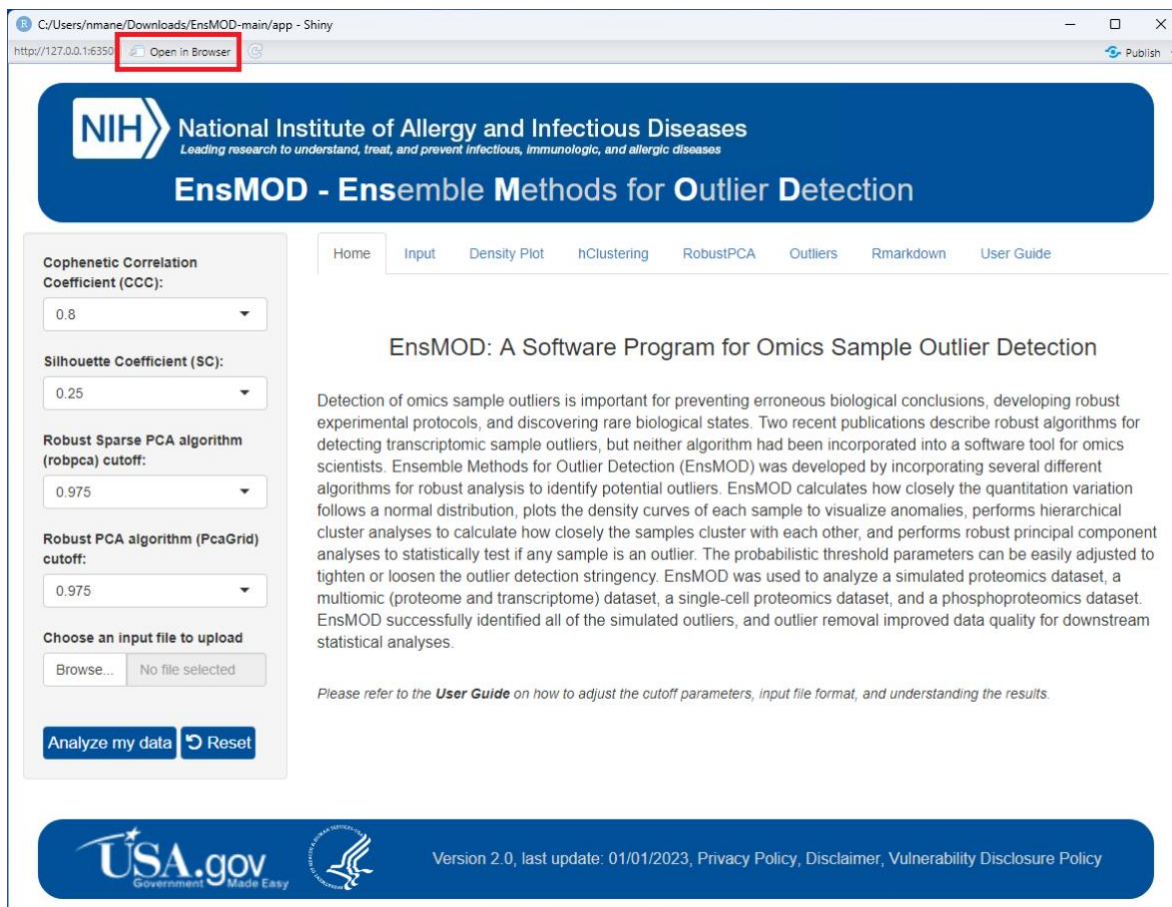 C:/Users/nmane/Downloads/EnsMOD-main/app - Shiny
http://127.0.0.1:6350 Open in Browser Publish
NIH National Institute of Allergy and Infectious Diseases
Leading research to understand, treat, and prevent infectious, immunologic, and allergic diseases
EnsMOD - Ensemble Methods for Outlier Detection
Home Input Density Plot hClustering RobustPCA Outliers Rmarkdown User Guide
Cophenetic Correlation
Coefficient (CCC):
0.8
Silhouette Coefficient (SC):
0.25
Robust Sparse PCA algorithm
(robpca) cutoff:
0.975
Robust PCA algorithm (PcaGrid)
cutoff:
0.975
Choose an input file to upload
Browse... No file selected
Analyze my data Reset
EnsMOD: A Software Program for Omics Sample Outlier Detection
Detection of omics sample outliers is important for preventing erroneous biological conclusions, developing robust
experimental protocols, and discovering rare biological states. Two recent publications describe robust algorithms for
detecting transcriptomic sample outliers, but neither algorithm had been incorporated into a software tool for omics
scientists. Ensemble Methods for Outlier Detection (EnsMOD) was developed by incorporating several different
algorithms for robust analysis to identify potential outliers. EnsMOD calculates how closely the quantitation variation
follows a normal distribution, plots the density curves of each sample to visualize anomalies, performs hierarchical
cluster analyses to calculate how closely the samples cluster with each other, and performs robust principal component
analyses to statistically test if any sample is an outlier. The probabilistic threshold parameters can be easily adjusted to
tighten or loosen the outlier detection stringency. EnsMOD was used to analyze a simulated proteomics dataset, a
multiomic (proteome and transcriptome) dataset, a single-cell proteomics dataset, and a phosphoproteomics dataset.
EnsMOD successfully identified all of the simulated outliers, and outlier removal improved data quality for downstream
statistical analyses.
Please refer to the User Guide on how to adjust the cutoff parameters, input file format, and understanding the results.
USA.gov
Government Made Easy
Version 2.0, last update: 01/01/2023, Privacy Policy, Disclaimer, Vulnerability Disclosure Policy